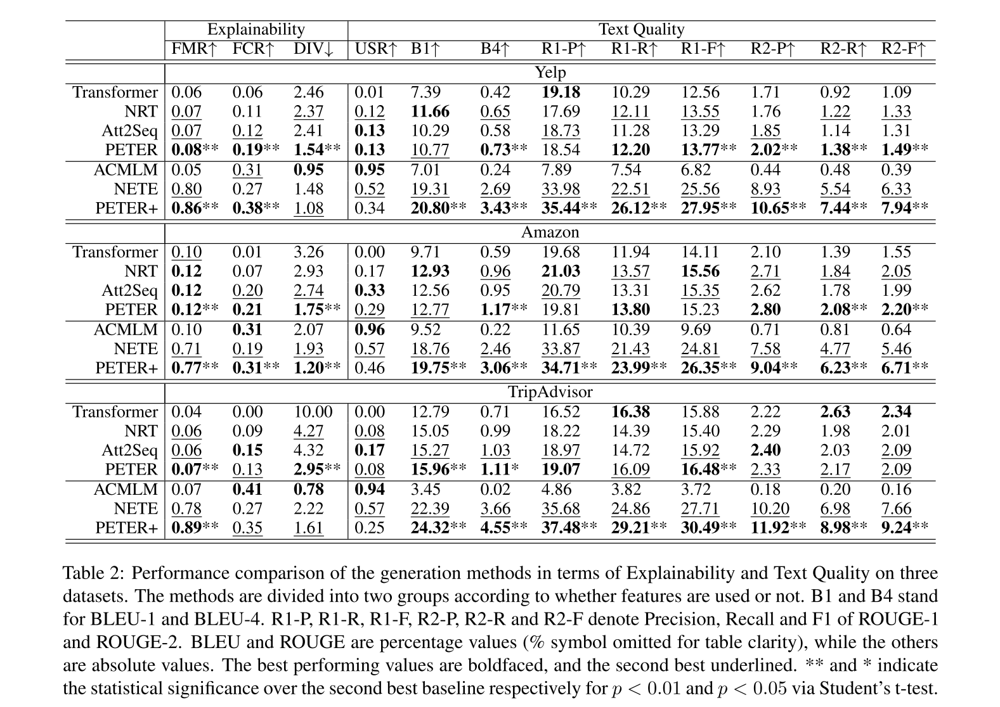 Explainability Text Quality
FMR↑ FCR↑ DIV↓ USR↑ B1↑ B4↑ R1-P↑ R1-R↑ R1-F↑ R2-P↑ R2-R↑ R2-F↑
Yelp
Transformer 0.06 0.06 2.46 0.01 7.39 0.42 19.18 10.29 12.56 1.71 0.92 1.09
NRT 0.07 0.11 2.37 0.12 11.66 0.65 17.69 12.11 13.55 1.76 1.22 1.33
Att2Seq 0.07 0.12 2.41 0.13 10.29 0.58 18.73 11.28 13.29 1.85 1.14 1.31
PETER 0.08** 0.19** 1.54** 0.13 10.77 0.73** 18.54 12.20 13.77** 2.02** 1.38** 1.49**
ACMLM 0.05 0.31 0.95 0.95 7.01 0.24 7.89 7.54 6.82 0.44 0.48 0.39
NETE 0.80 0.27 1.48 0.52 19.31 2.69 33.98 22.51 25.56 8.93 5.54 6.33
PETER+ 0.86** 0.38** 1.08 0.34 20.80** 3.43** 35.44** 26.12** 27.95** 10.65** 7.44** 7.94**
Amazon
Transformer 0.10 0.01 3.26 0.00 9.71 0.59 19.68 11.94 14.11 2.10 1.39 1.55
NRT 0.12 0.07 2.93 0.17 12.93 0.96 21.03 13.57 15.56 2.71 1.84 2.05
Att2Seq 0.12 0.20 2.74 0.33 12.56 0.95 20.79 13.31 15.35 2.62 1.78 1.99
PETER 0.12** 0.21 1.75** 0.29 12.77 1.17** 19.81 13.80 15.23 2.80 2.08** 2.20**
ACMLM 0.10 0.31 2.07 0.96 9.52 0.22 11.65 10.39 9.69 0.71 0.81 0.64
NETE 0.71 0.19 1.93 0.57 18.76 2.46 33.87 21.43 24.81 7.58 4.77 5.46
PETER+ 0.77** 0.31** 1.20** 0.46 19.75** 3.06** 34.71** 23.99** 26.35** 9.04** 6.23** 6.71**
TripAdvisor
Transformer 0.04 0.00 10.00 0.00 12.79 0.71 16.52 16.38 15.88 2.22 2.63 2.34
NRT 0.06 0.09 4.27 0.08 15.05 0.99 18.22 14.39 15.40 2.29 1.98 2.01
Att2Seq 0.06 0.15 4.32 0.17 15.27 1.03 18.97 14.72 15.92 2.40 2.03 2.09
PETER 0.07** 0.13 2.95** 0.08 15.96** 1.11* 19.07 16.09 16.48** 2.33 2.17 2.09
ACMLM 0.07 0.41 0.78 0.94 3.45 0.02 4.86 3.82 3.72 0.18 0.20 0.16
NETE 0.78 0.27 2.22 0.57 22.39 3.66 35.68 24.86 27.71 10.20 6.98 7.66
PETER+ 0.89** 0.35 1.61 0.25 24.32** 4.55** 37.48** 29.21** 30.49** 11.92** 8.98** 9.24**
Table 2: Performance comparison of the generation methods in terms of Explainability and Text Quality on three
datasets. The methods are divided into two groups according to whether features are used or not. B1 and B4 stand
for BLEU-1 and BLEU-4. R1-P, R1-R, R1-F, R2-P, R2-R and R2-F denote Precision, Recall and F1 of ROUGE-1
and ROUGE-2. BLEU and ROUGE are percentage values (% symbol omitted for table clarity), while the others
are absolute values. The best performing values are boldfaced, and the second best underlined. ** and * indicate
the statistical significance over the second best baseline respectively for p < 0.01 and p < 0.05 via Student's t-test.